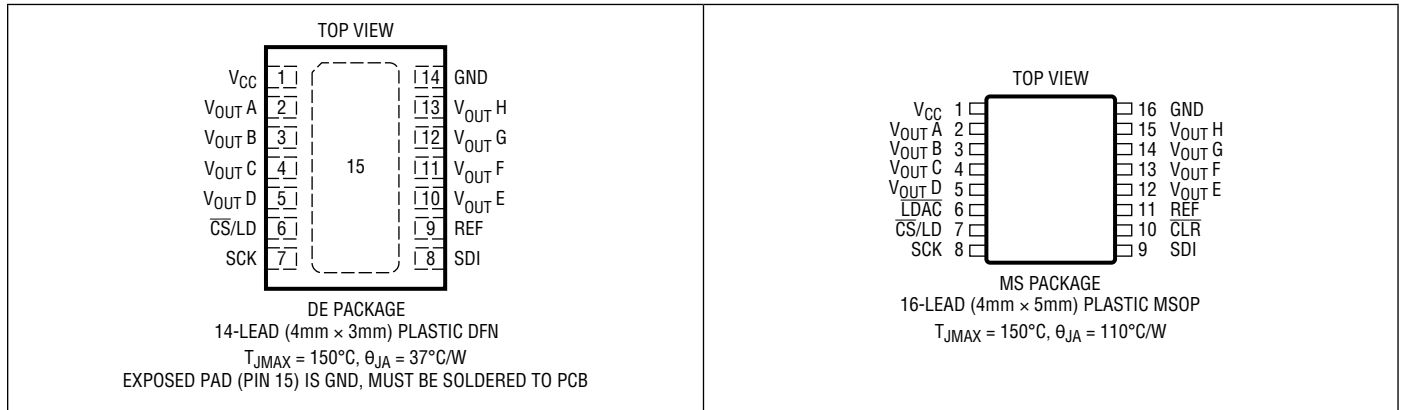 TOP VIEW
VCC 1
VOUT A 2
VOUT B 3
VOUT C 4
VOUT D 5
C̅S̅/LD 6
SCK 7
15
14 GND
13 VOUT H
12 VOUT G
11 VOUT F
10 VOUT E
9 REF
8 SDI
DE PACKAGE
14-LEAD (4mm × 3mm) PLASTIC DFN
TJMAX = 150°C, θJA = 37°C/W
EXPOSED PAD (PIN 15) IS GND, MUST BE SOLDERED TO PCB
TOP VIEW
VCC 1
VOUT A 2
VOUT B 3
VOUT C 4
VOUT D 5
L̅D̅A̅C̅ 6
C̅S̅/LD 7
SCK 8
16 GND
15 VOUT H
14 VOUT G
13 VOUT F
12 VOUT E
11 REF
10 C̅L̅R̅
9 SDI
MS PACKAGE
16-LEAD (4mm × 5mm) PLASTIC MSOP
TJMAX = 150°C, θJA = 110°C/W